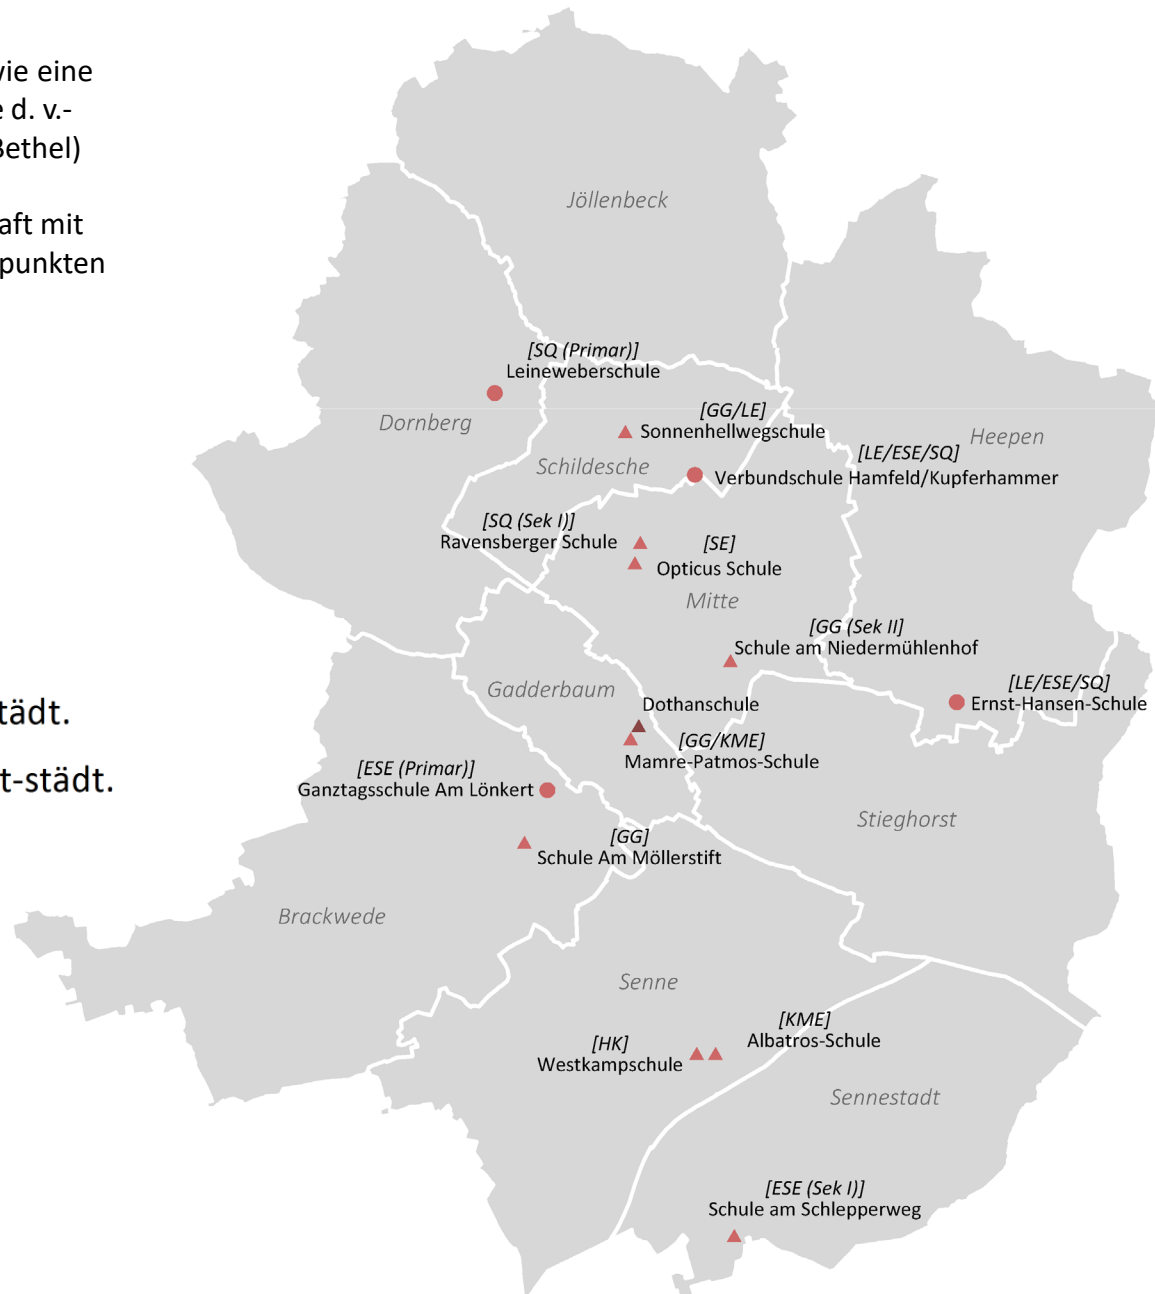 wie eine
e d. v.-
Bethel)
aft mit
punkten
Jöllenbeck
[SQ (Primar)]
Leineweberschule
Dornberg
[GG/LE]
Sonnenhellwegschule
Heepen
[LE/ESE/SQ]
Schildesche
Verbundschule Hamfeld/Kupferhammer
[SQ (Sek I)]
Ravensberger Schule
[SE]
Opticus Schule
Mitte
[GG (Sek II]
Schule am Niedermühlenhof
Gadderbaum
[LE/ESE/SQ]
Ernst-Hansen-Schule
Dothanschule
tädt.
[GG/KME]
Mamre-Patmos-Schule
[ESE (Primar)]
Ganztagsschule Am Lönkert
t-städt.
Stieghorst
[GG]
Schule Am Möllerstift
Brackwede
Senne
[KME]
Albatros-Schule
[HK]
Westkampschule
Sennestadt
[ESE (Sek I)]
Schule am Schlepperweg